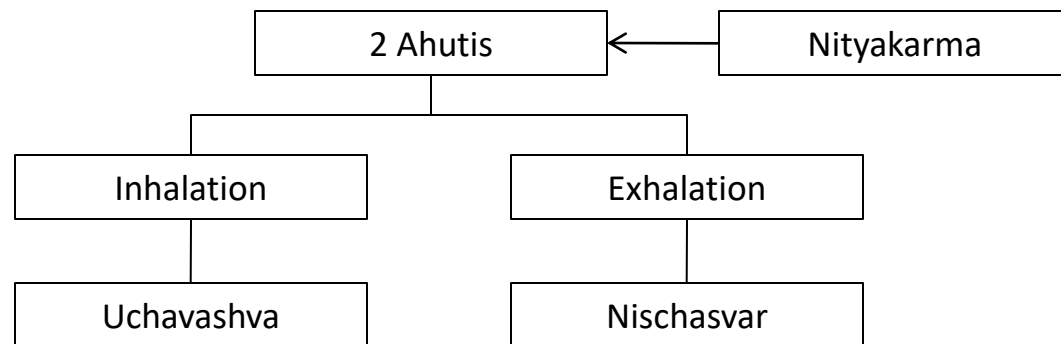 2 Ahutis
Nityakarma
Inhalation
Exhalation
Uchavashva
Nischasvar